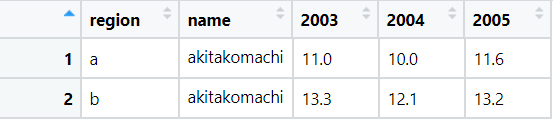 region name 2003 2004 2005
1 a akitakomachi 11.0 10.0 11.6
2 b akitakomachi 13.3 12.1 13.2